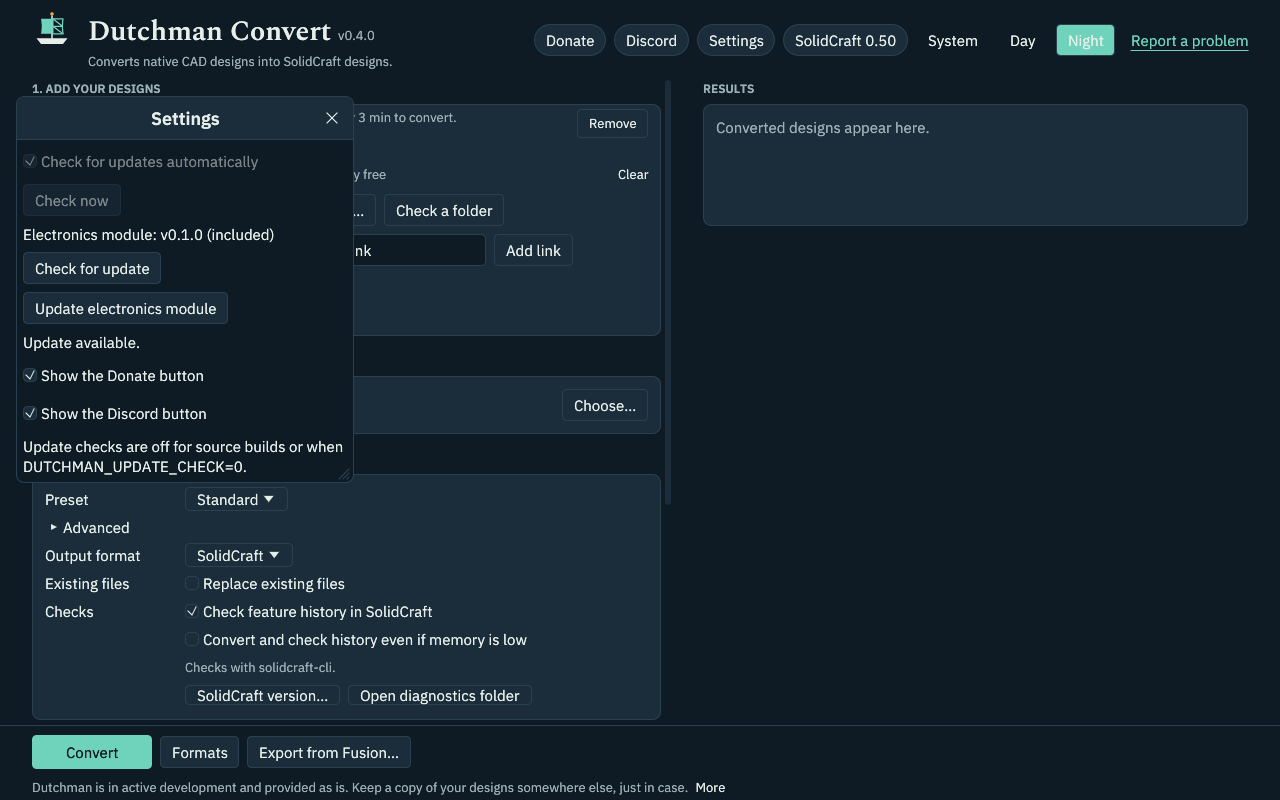 Dutchman Convert v0.4.0
Converts native CAD designs into SolidCraft designs.
Donate
Discord
Settings
SolidCraft 0.50
System
Day
Night
Report a problem
1. ADD YOUR DESIGNS
3 min to convert.
Remove
free
Clear
...
Check a folder
Add link
Settings
Check for updates automatically
Check now
Electronics module: v0.1.0 (included)
Check for update
Update electronics module
Update available.
Show the Donate button
Show the Discord button
Update checks are off for source builds or when
DUTCHMAN_UPDATE_CHECK=0.
Choose...
Preset
Standard
Advanced
Output format
SolidCraft
Existing files
Replace existing files
Checks
Check feature history in SolidCraft
Convert and check history even if memory is low
Checks with solidcraft-cli.
SolidCraft version...
Open diagnostics folder
RESULTS
Converted designs appear here.
Convert
Formats
Export from Fusion...
Dutchman is in active development and provided as is. Keep a copy of your designs somewhere else, just in case. More